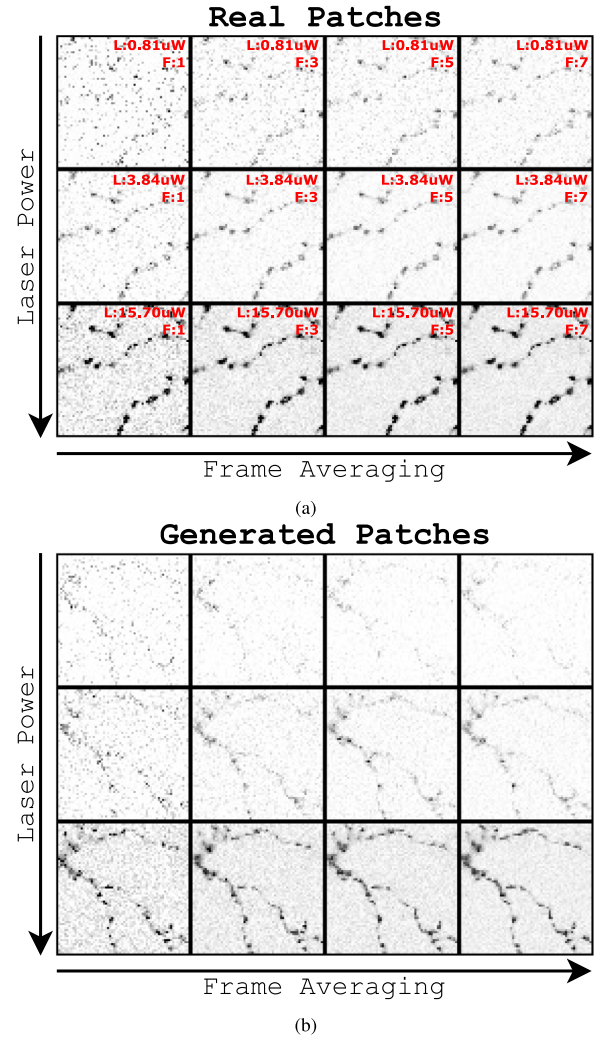 Real Patches
L:0.81uW L:0.81uW L:0.81uW L:0.81uW
F:1 F:3 F:5 F:7
L:3.84uW L:3.84uW L:3.84uW L:3.84uW
F:1 F:3 F:5 F:7
L:15.70uW L:15.70uW L:15.70uW L:15.70uW
F:1 F:3 F:5 F:7
Laser Power
Frame Averaging
(a)
Generated Patches
Laser Power
Frame Averaging
(b)